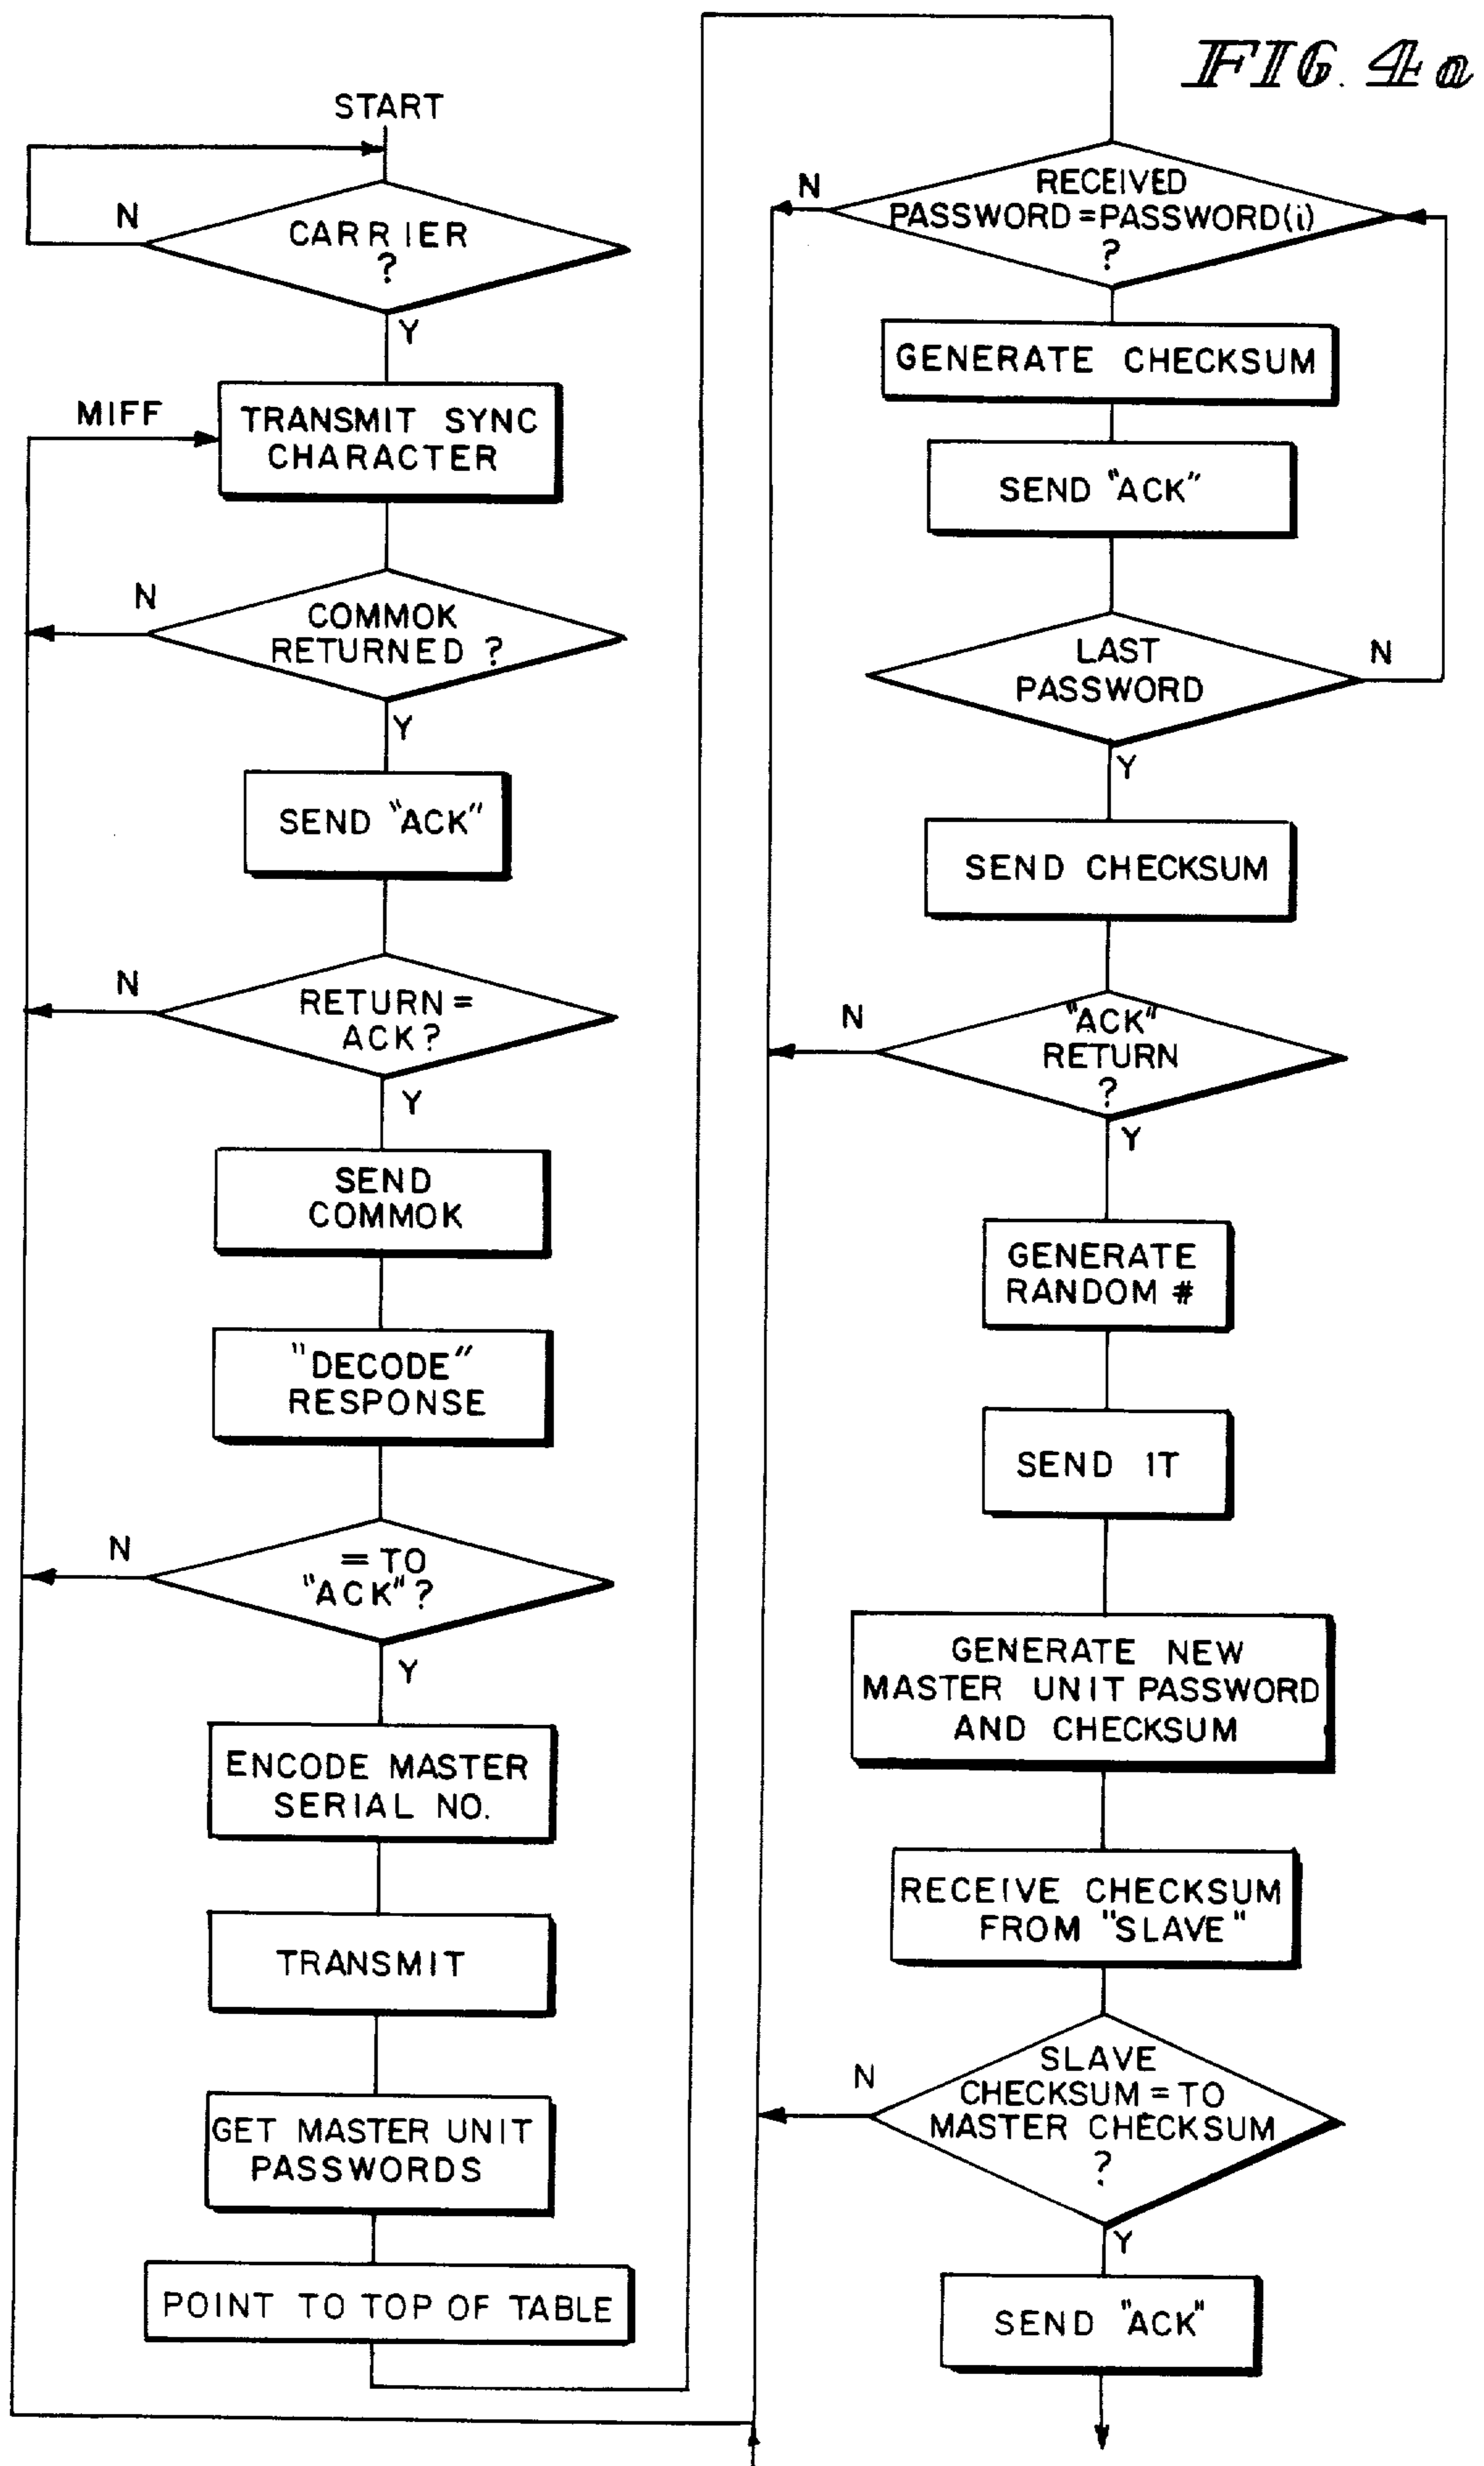 FIG. 4a
START
N
CARRIER
?
Y
MIFF
TRANSMIT SYNC
CHARACTER
N
COMMOK
RETURNED ?
Y
SEND "ACK"
N
RETURN =
ACK?
Y
SEND
COMMOK
"DECODE"
RESPONSE
N
= TO
"ACK"?
Y
ENCODE MASTER
SERIAL NO.
TRANSMIT
GET MASTER UNIT
PASSWORDS
POINT TO TOP OF TABLE
N
RECEIVED
PASSWORD=PASSWORD(i)
?
GENERATE CHECKSUM
SEND "ACK"
LAST
PASSWORD
N
Y
SEND CHECKSUM
N
"ACK"
RETURN
?
Y
GENERATE
RANDOM #
SEND IT
GENERATE NEW
MASTER UNIT PASSWORD
AND CHECKSUM
RECEIVE CHECKSUM
FROM "SLAVE"
N
SLAVE
CHECKSUM = TO
MASTER CHECKSUM
?
Y
SEND "ACK"